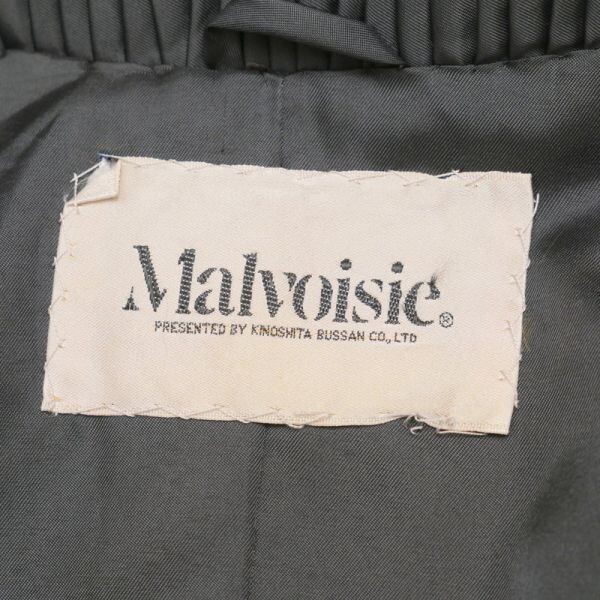 Malvoisie®
PRESENTED BY KINOSHITA BUSSAN CO., LTD